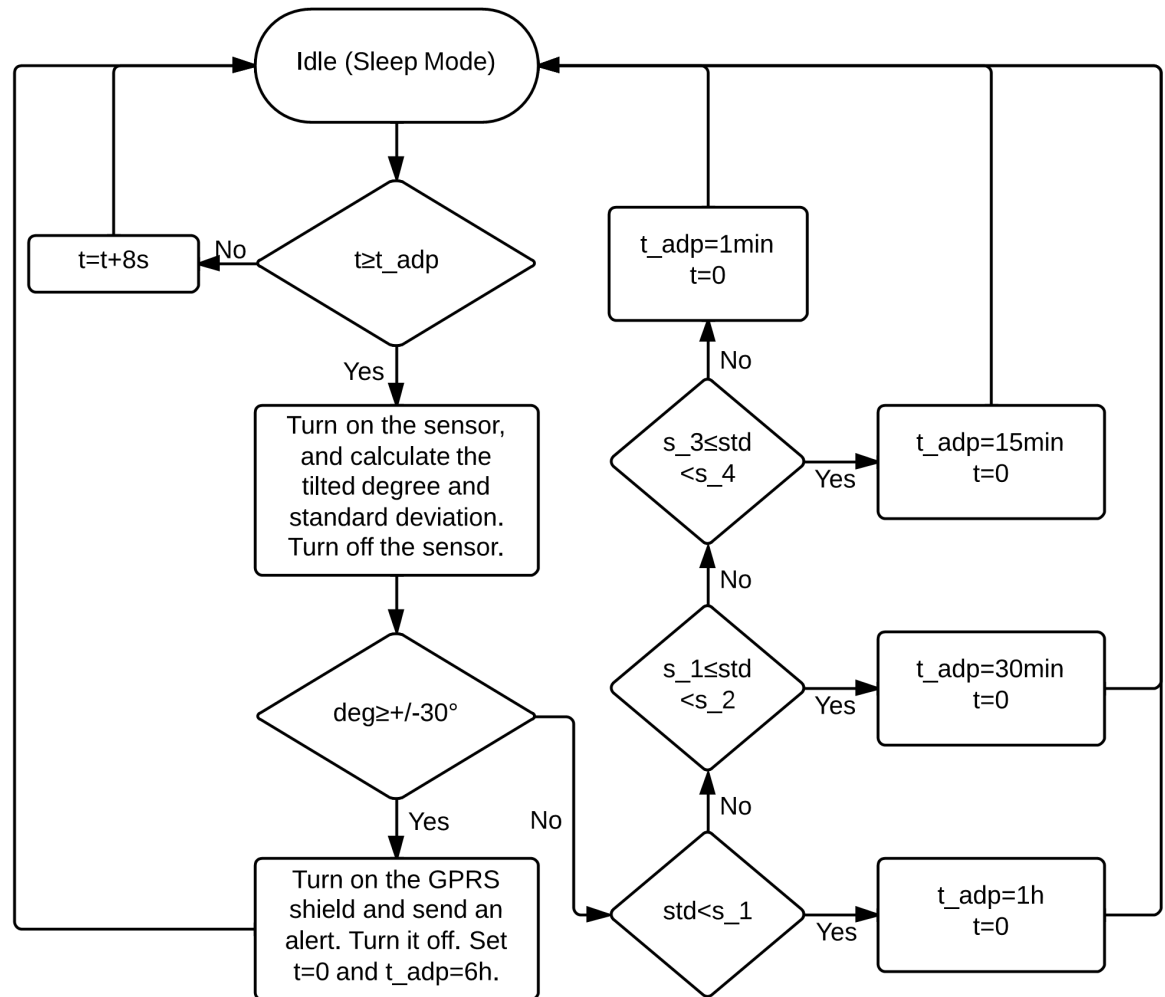 Idle (Sleep Mode)
t≥t_adp
No
t=t+8s
Yes
Turn on the sensor,
and calculate the
tilted degree and
standard deviation.
Turn off the sensor.
deg≥+/-30°
Yes
No
Turn on the GPRS
shield and send an
alert. Turn it off. Set
t=0 and t_adp=6h.
std<s_1
Yes
t_adp=1h
t=0
No
s_1≤std
<s_2
Yes
t_adp=30min
t=0
No
s_3≤std
<s_4
Yes
t_adp=15min
t=0
No
t_adp=1min
t=0